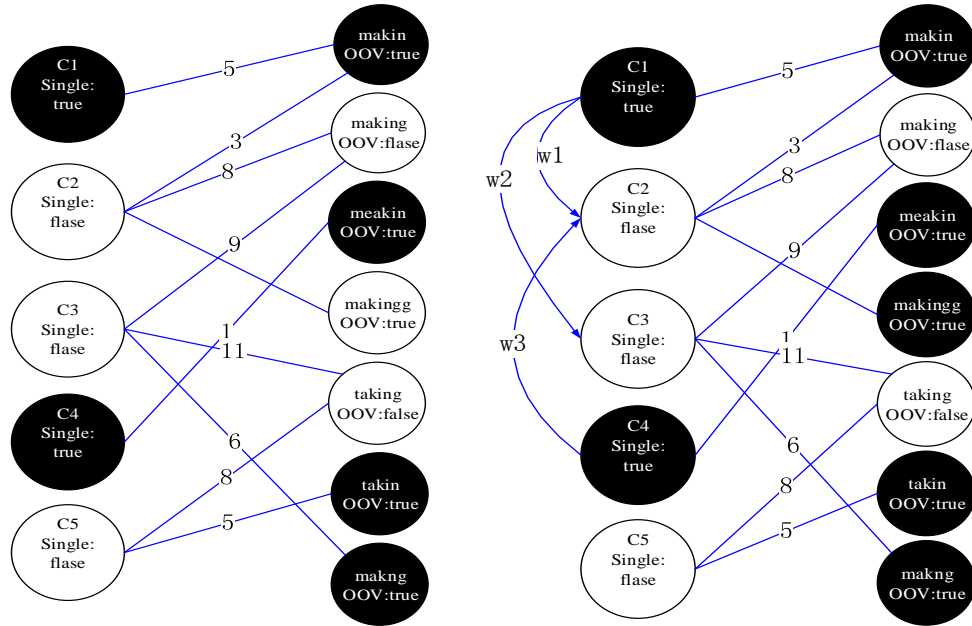 C1
Single:
true
C2
Single:
flase
C3
Single:
flase
C4
Single:
true
C5
Single:
flase
5
3
8
9
1
11
6
8
5
makin
OOV:true
making
OOV:flase
meakin
OOV:true
makingg
OOV:true
taking
OOV:false
takin
OOV:true
makng
OOV:true
w1
w2
w3
C1
Single:
true
C2
Single:
flase
C3
Single:
flase
C4
Single:
true
C5
Single:
flase
5
3
8
9
1
11
6
8
5
makin
OOV:true
making
OOV:flase
meakin
OOV:true
makingg
OOV:true
taking
OOV:false
takin
OOV:true
makng
OOV:true